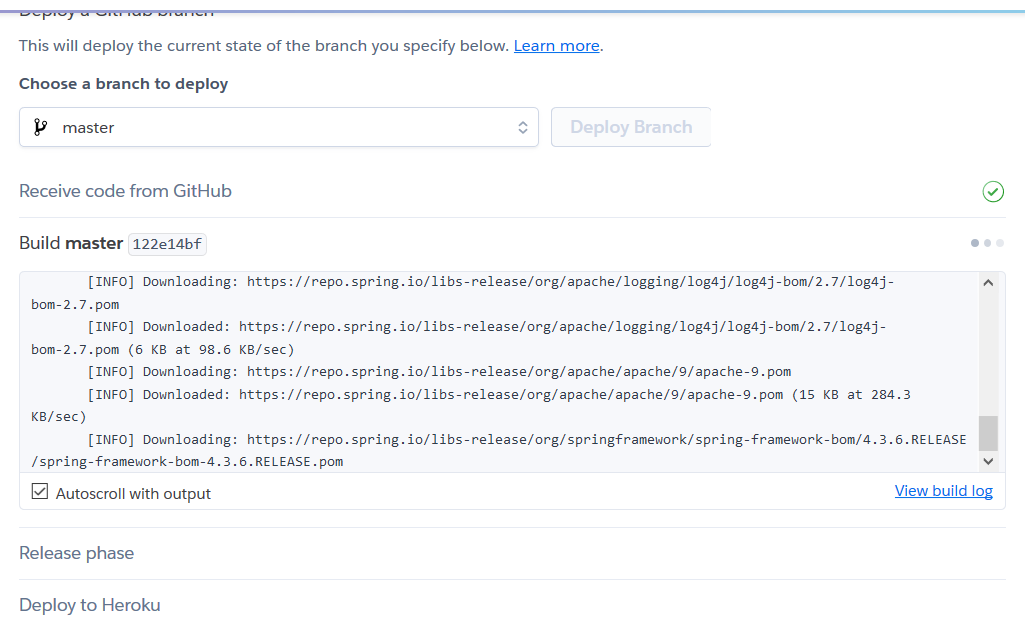 Deploy a GitHub branch
This will deploy the current state of the branch you specify below. Learn more.
Choose a branch to deploy
master
Deploy Branch
Receive code from GitHub
Build master 122e14bf
[INFO] Downloading: https://repo.spring.io/libs-release/org/apache/logging/log4j/log4j-
bom-2.7.pom
[INFO] Downloaded: https://repo.spring.io/libs-release/org/apache/logging/log4j/log4j-bom/2.7/log4j-
bom-2.7.pom (6 KB at 98.6 KB/sec)
[INFO] Downloading: https://repo.spring.io/libs-release/org/apache/apache/9/apache-9.pom
[INFO] Downloaded: https://repo.spring.io/libs-release/org/apache/apache/9/apache-9.pom (15 KB at 284.3
KB/sec)
[INFO] Downloading: https://repo.spring.io/libs-release/org/springframework/spring-framework-bom/4.3.6.RELEASE
/spring-framework-bom-4.3.6.RELEASE.pom
Autoscroll with output
View build log
Release phase
Deploy to Heroku